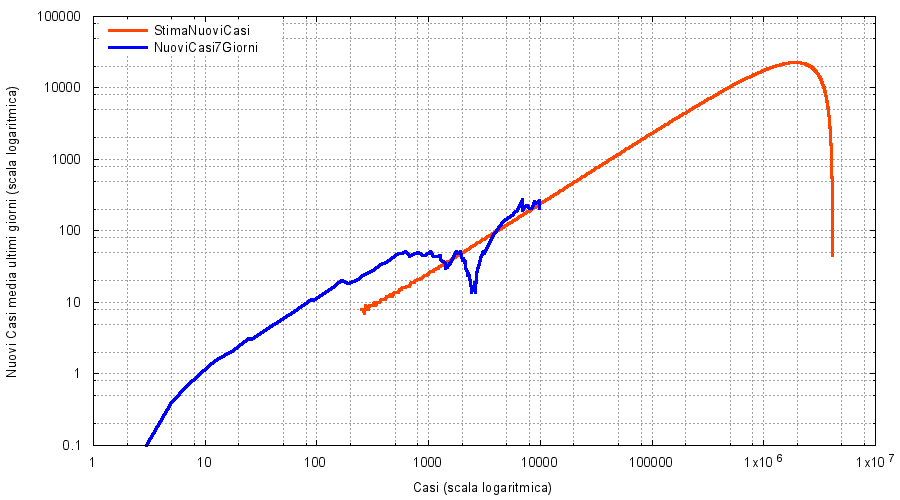 100000
10000
1000
100
10
1
0.1
StimaNuoviCasi
NuoviCasi7Giorni
Nuovi Casi media ultimi giorni (scala logaritmica)
1 10 100 1000 10000 100000 1x10 6 1x10 7
Casi (scala logaritmica)